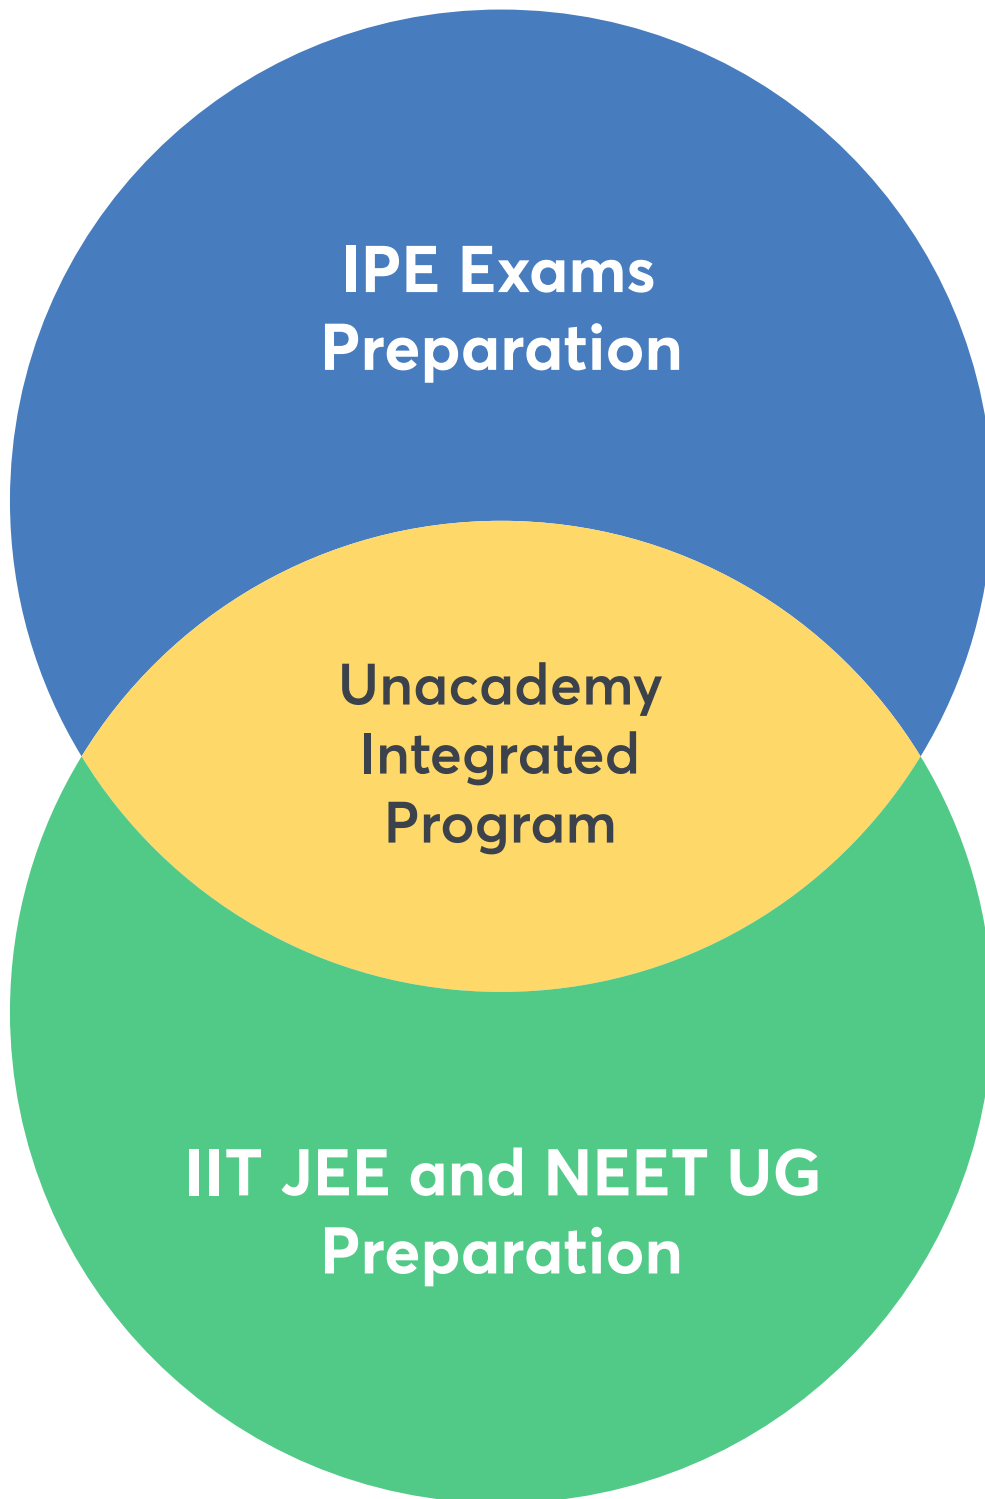 IPE Exams
Preparation
Unacademy
Integrated
Program
IIT JEE and NEET UG
Preparation